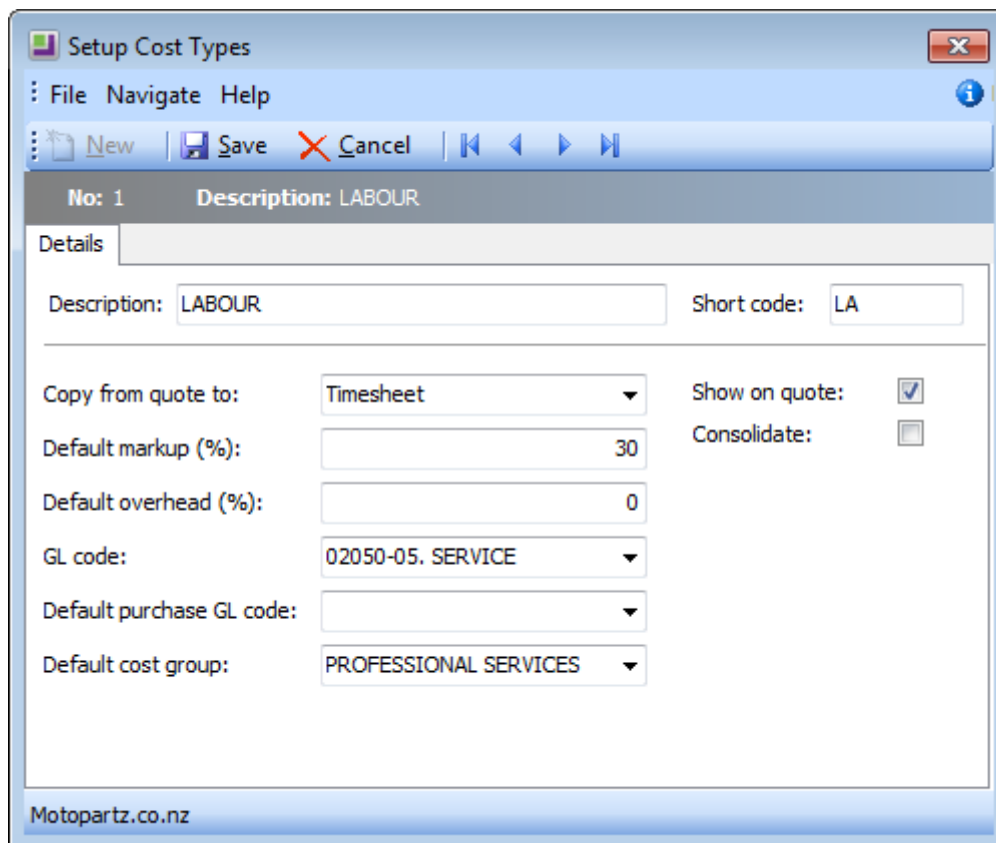 Setup Cost Types
File Navigate Help
New Save Cancel
No: 1 Description: LABOUR
Details
Description: LABOUR Short code: LA
Copy from quote to: Timesheet Show on quote:
Default markup (%): 30 Consolidate:
Default overhead (%): 0
GL code: 02050-05. SERVICE
Default purchase GL code:
Default cost group: PROFESSIONAL SERVICES
Motopartz.co.nz